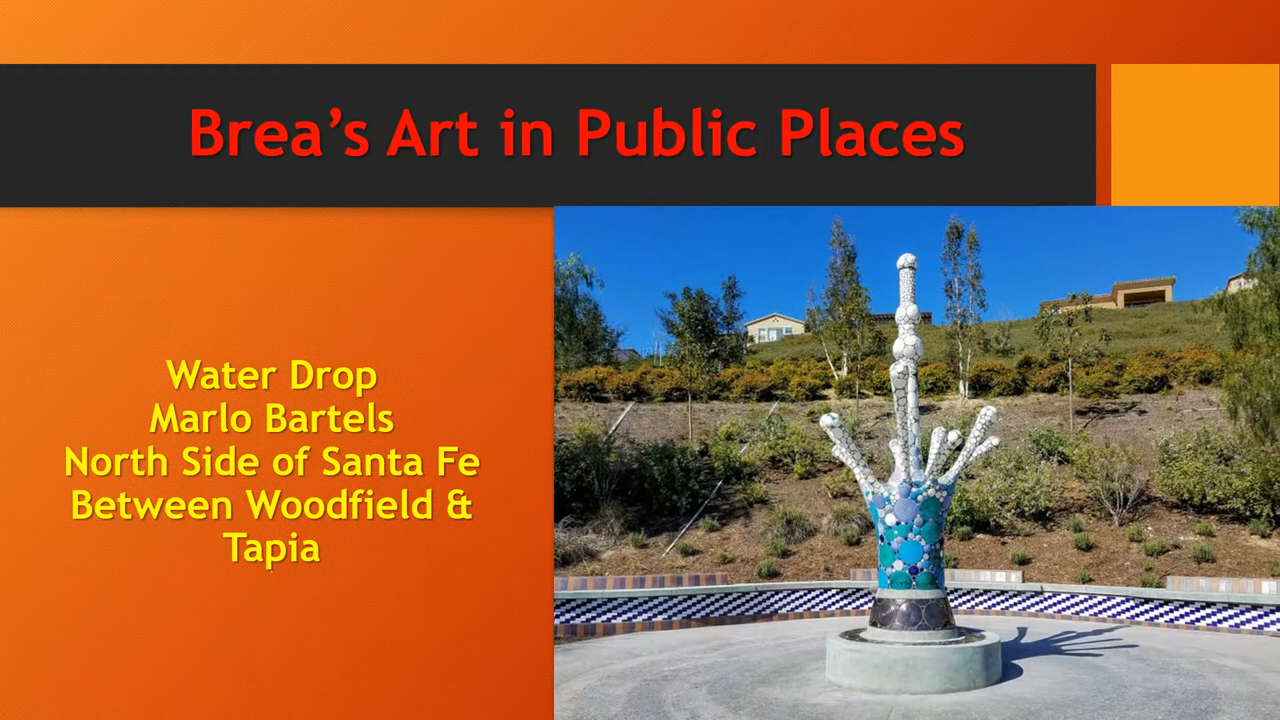 Brea’s Art in Public Places
Water Drop
Marlo Bartels
North Side of Santa Fe
Between Woodfield &
Tapia